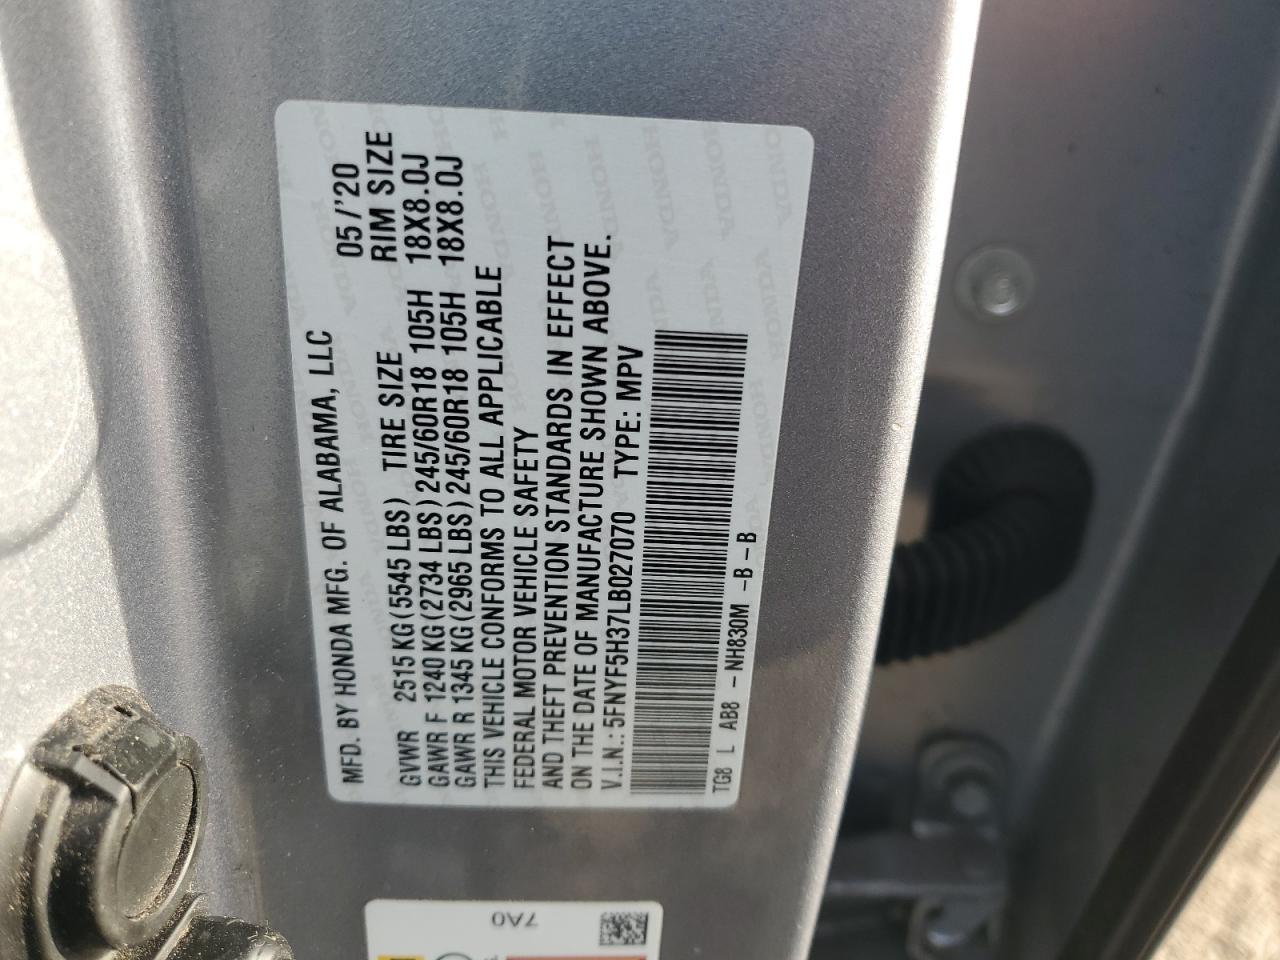 MFD. BY HONDA MFG. OF ALABAMA, LLC 05/'20
GVWR 2515 KG (5545 LBS) TIRE SIZE RIM SIZE
GAWR F 1240 KG (2734 LBS) 245/60R18 105H 18X8.0J
GAWR R 1345 KG (2965 LBS) 245/60R18 105H 18X8.0J
THIS VEHICLE CONFORMS TO ALL APPLICABLE
FEDERAL MOTOR VEHICLE SAFETY
AND THEFT PREVENTION STANDARDS IN EFFECT
ON THE DATE OF MANUFACTURE SHOWN ABOVE.
V.I.N.: 5FNYF5H37LB027070 TYPE: MPV
TG8 L AB8 -NH830M -B -B
7A0